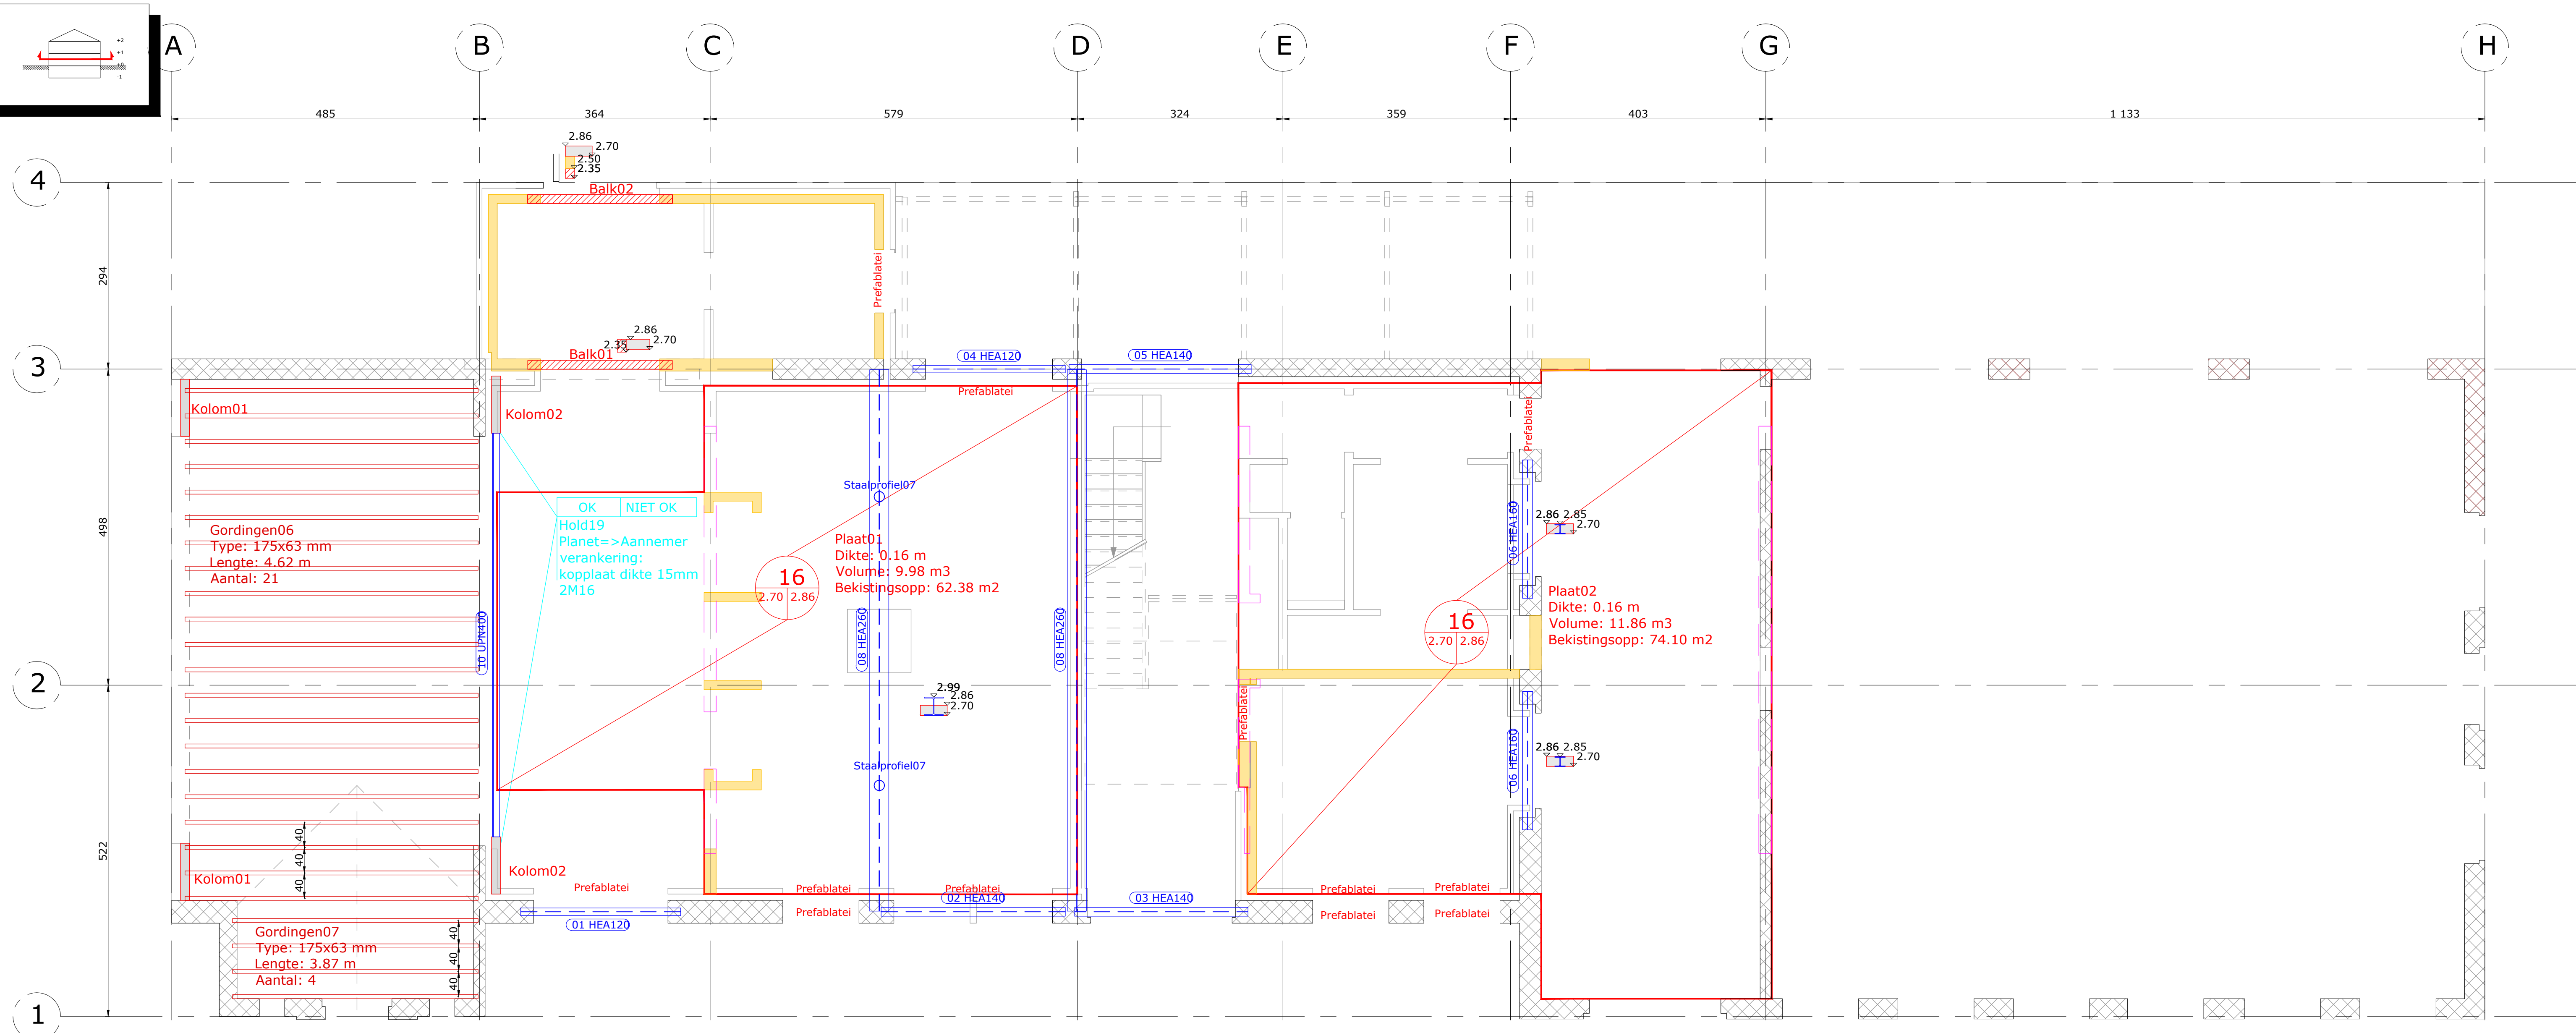 +2
+1
+0
-1
A
B
C
D
E
F
G
H
485
364
579
324
359
403
1 133
4
3
2
1
294
498
522
2.86
2.70
2.50
2.35
Balk02
Prefablatei
2.86
2.35
2.70
Balk01
04 HEA120
05 HEA140
Prefablatei
Kolom01
Kolom02
Prefablatei
Staalprofiel07
OK
NIET OK
Hold19
Planet=>Aannemer
verankering:
kopplaat dikte 15mm
2M16
Gordingen06
Type: 175x63 mm
Lengte: 4.62 m
Aantal: 21
Plaat01
Dikte: 0.16 m
Volume: 9.98 m3
Bekistingsopp: 62.38 m2
16
2.70
2.86
06 HEA160
2.86
2.85
2.70
Plaat02
Dikte: 0.16 m
Volume: 11.86 m3
Bekistingsopp: 74.10 m2
16
2.70
2.86
10 UPN400
08 HEA260
08 HEA260
2.99
2.86
2.70
Prefablatei
06 HEA160
2.86
2.85
2.70
Staalprofiel07
40
40
40
Kolom01
Kolom02
Prefablatei
Prefablatei
Prefablatei
Prefablatei
Prefablatei
02 HEA140
03 HEA140
Prefablatei
Prefablatei
Prefablatei
01 HEA120
Gordingen07
Type: 175x63 mm
Lengte: 3.87 m
Aantal: 4
40
40
40